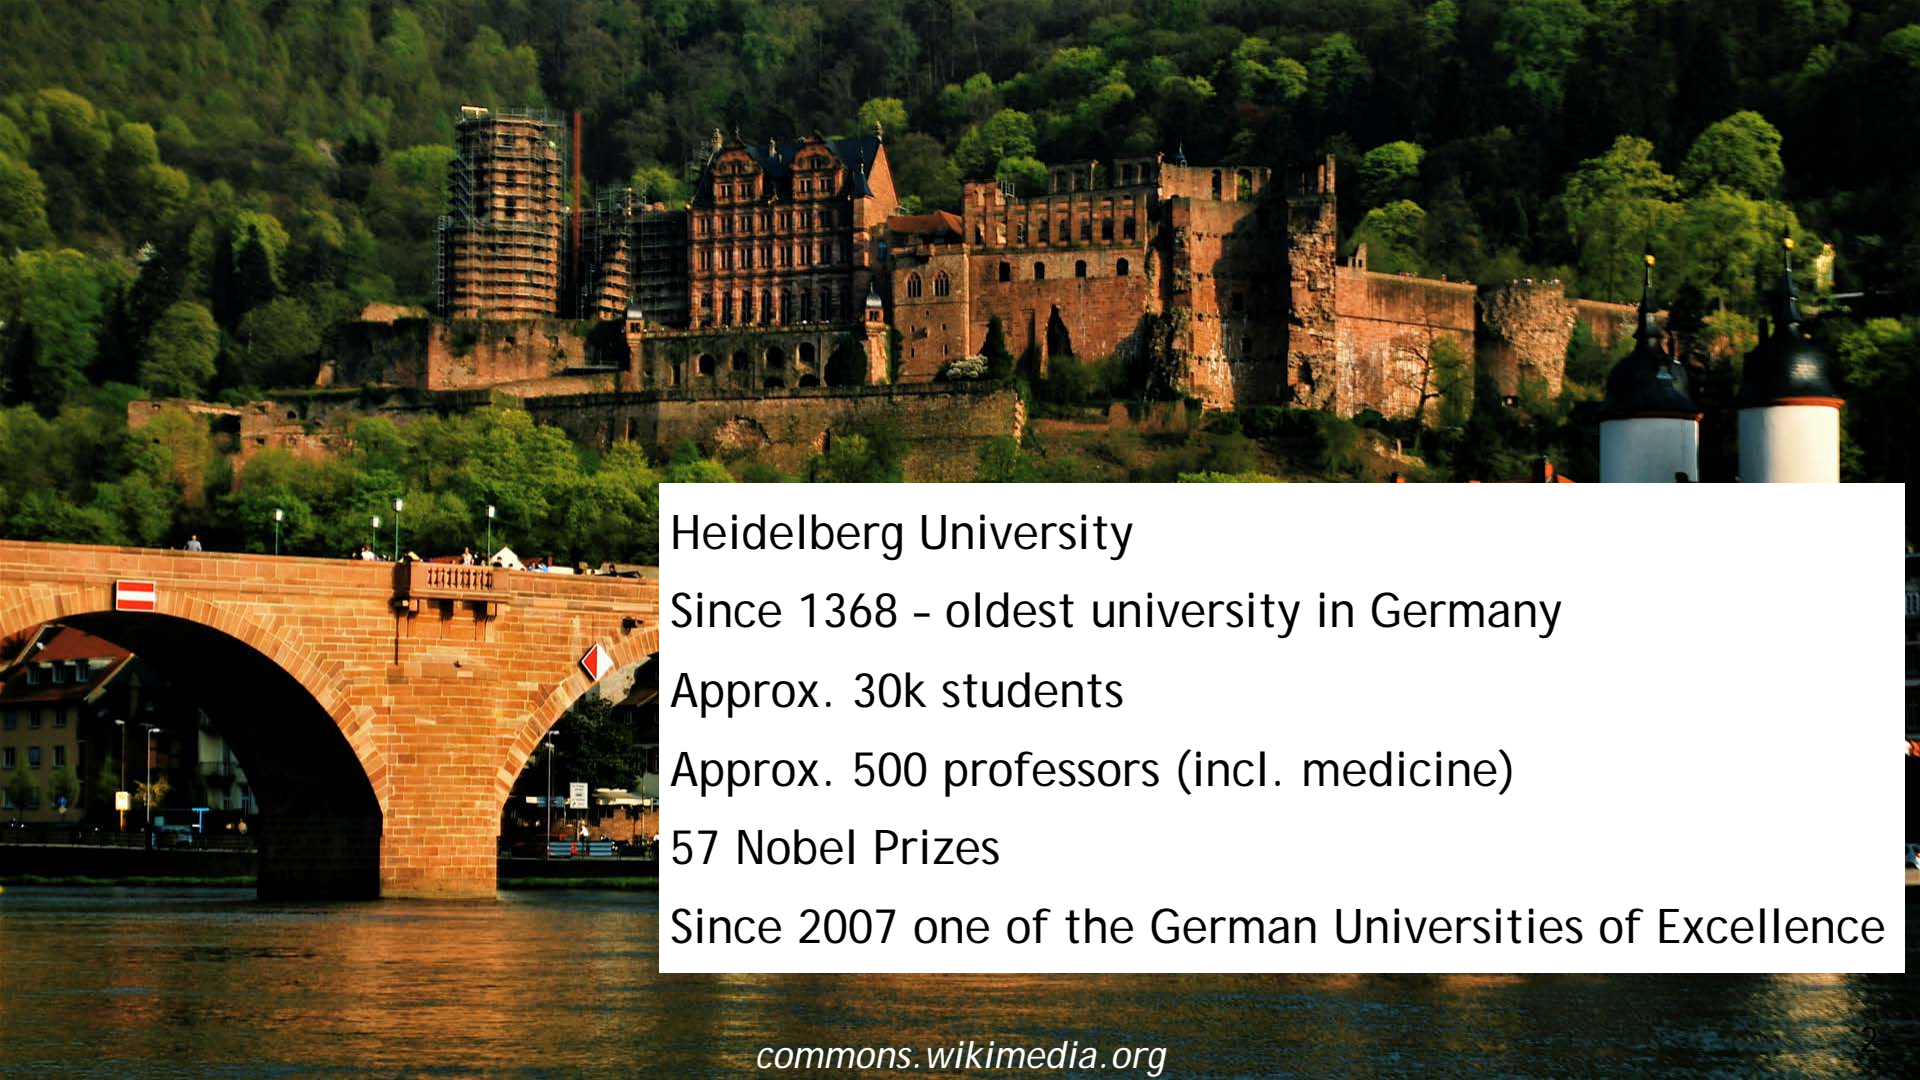 Heidelberg University
Since 1368 – oldest university in Germany
Approx. 30k students
Approx. 500 professors (incl. medicine)
57 Nobel Prizes
Since 2007 one of the German Universities of Excellence
2
commons.wikimedia.org